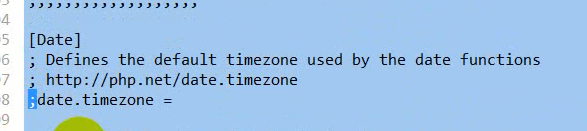 ;;;;;;;;;;;;;;;;;;;
[Date]
; Defines the default timezone used by the date functions
; http://php.net/date.timezone
;date.timezone =